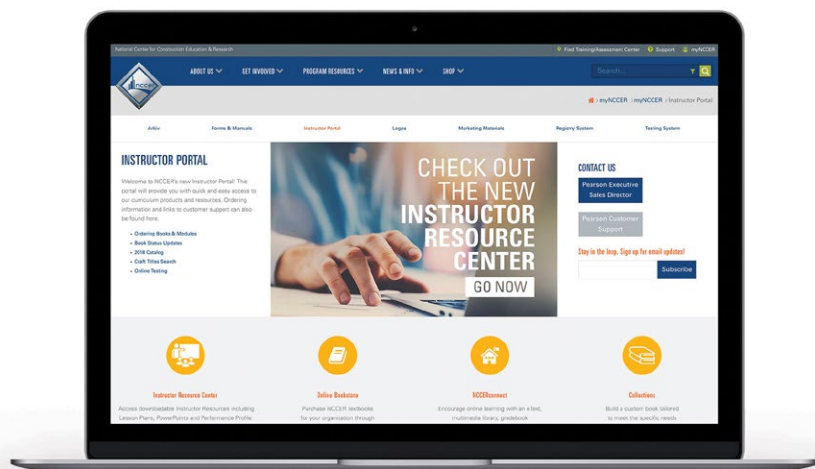 National Center for Construction Education & Research
Find Training/Assessment Center Support myNCCER
nccer
ABOUT US GET INVOLVED PROGRAM RESOURCES NEWS & INFO SHOP
Search...
> myNCCER > myNCCER > Instructor Portal
Forms & Manuals Instructor Portal Logos Marketing Materials Registry System Testing System
INSTRUCTOR PORTAL
Welcome to NCCER's new Instructor Portal! This
portal will provide you with quick and easy access to
our curriculum products and resources. Ordering
information and links to customer support can also
be found here.
• Ordering Books & Modules
• Book Status Updates
• 2018 Catalog
• Craft Titles Search
• Online Testing
CHECK OUT
THE NEW
INSTRUCTOR
RESOURCE
CENTER
GO NOW
CONTACT US
Pearson Executive
Sales Director
Pearson Customer
Support
Stay in the loop. Sign up for email updates!
Subscribe
Instructor Resource Center
Access downloadable Instructor Resources including
Lesson Plans, PowerPoints and Performance Profile
Online Bookstore
Purchase NCCER textbooks
for your organization through
NCCERconnect
Encourage online learning with an eText,
multimedia library, gradebook
Collections
Build a custom book tailored
to meet the specific needs